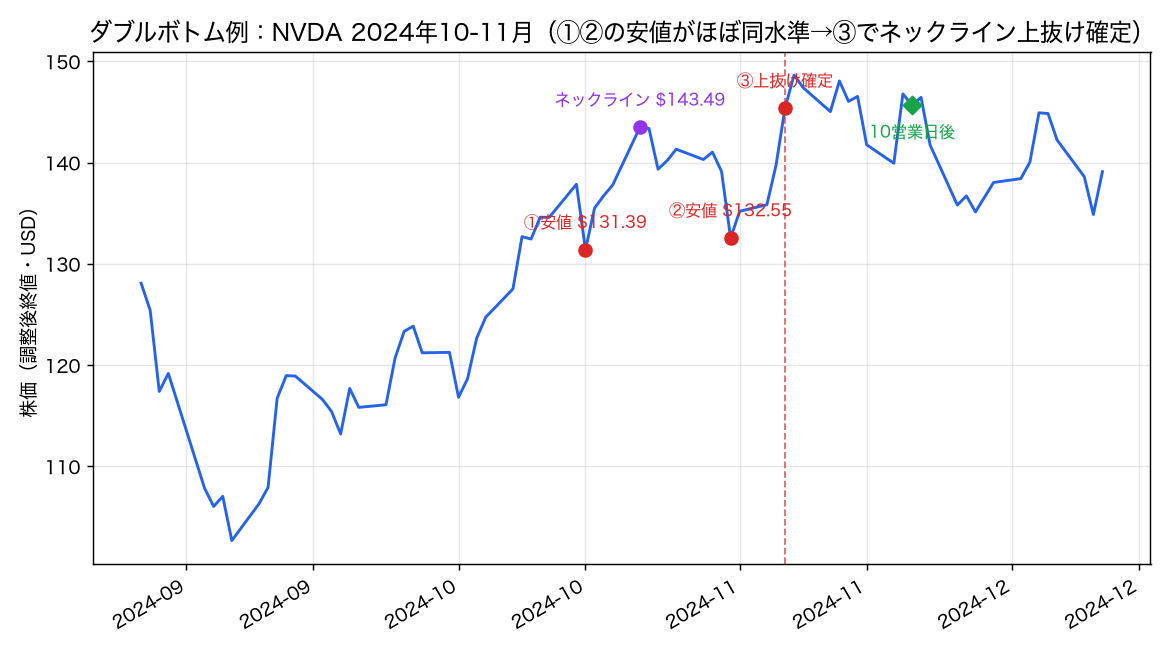 ダブルボトム例：NVDA 2024年10-11月（①②の安値がほぼ同水準→③でネックライン上抜け確定）
株価（調整後終値・USD）
150
140
130
120
110
③上抜け確定
ネックライン $143.49
10営業日後
②安値 $132.55
①安値 $131.39
2024-09
2024-09
2024-10
2024-10
2024-11
2024-11
2024-12
2024-12